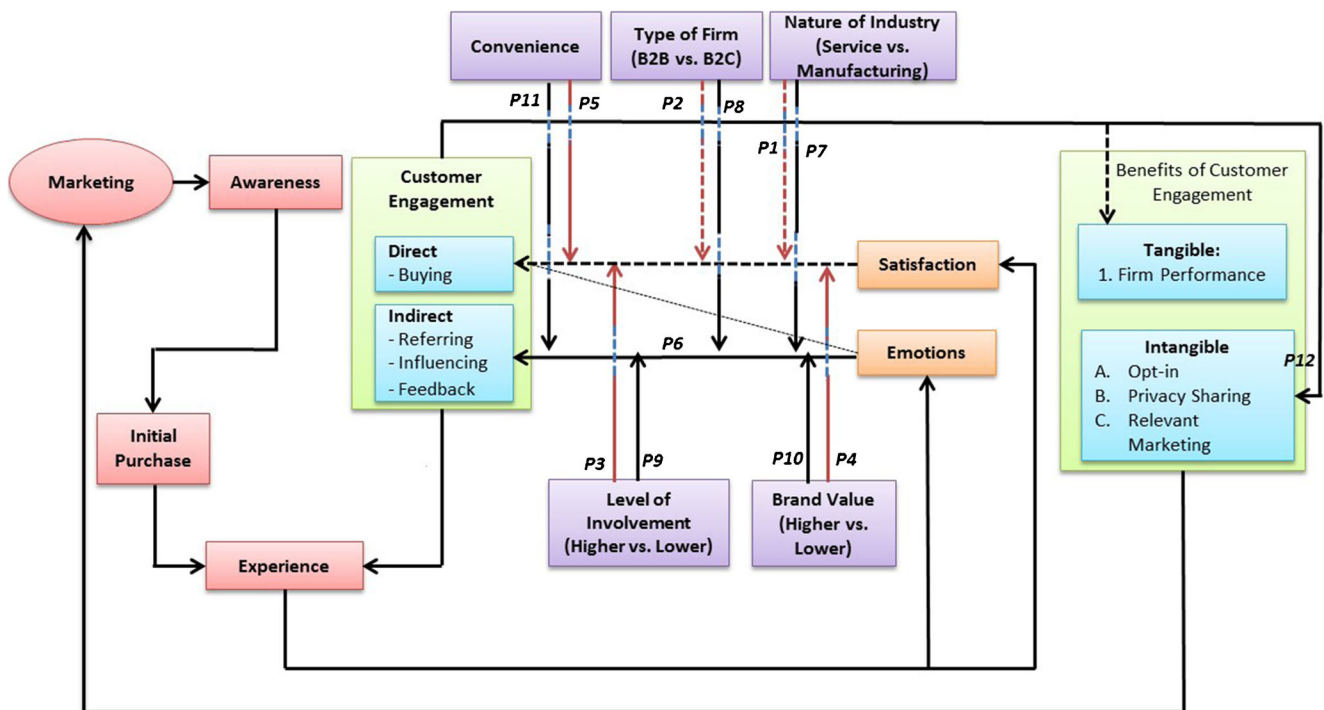 Convenience
Type of Firm
(B2B vs. B2C)
Nature of Industry
(Service vs.
Manufacturing)
P11
P5
P2
P8
P1
P7
Marketing
Awareness
Customer
Engagement
Direct
- Buying
Indirect
- Referring
- Influencing
- Feedback
P6
Satisfaction
Emotions
Benefits of Customer
Engagement
Tangible:
1. Firm Performance
Intangible
A. Opt-in
B. Privacy Sharing
C. Relevant
Marketing
P12
Initial
Purchase
P3
P9
P10
P4
Level of
Involvement
(Higher vs. Lower)
Brand Value
(Higher vs.
Lower)
Experience